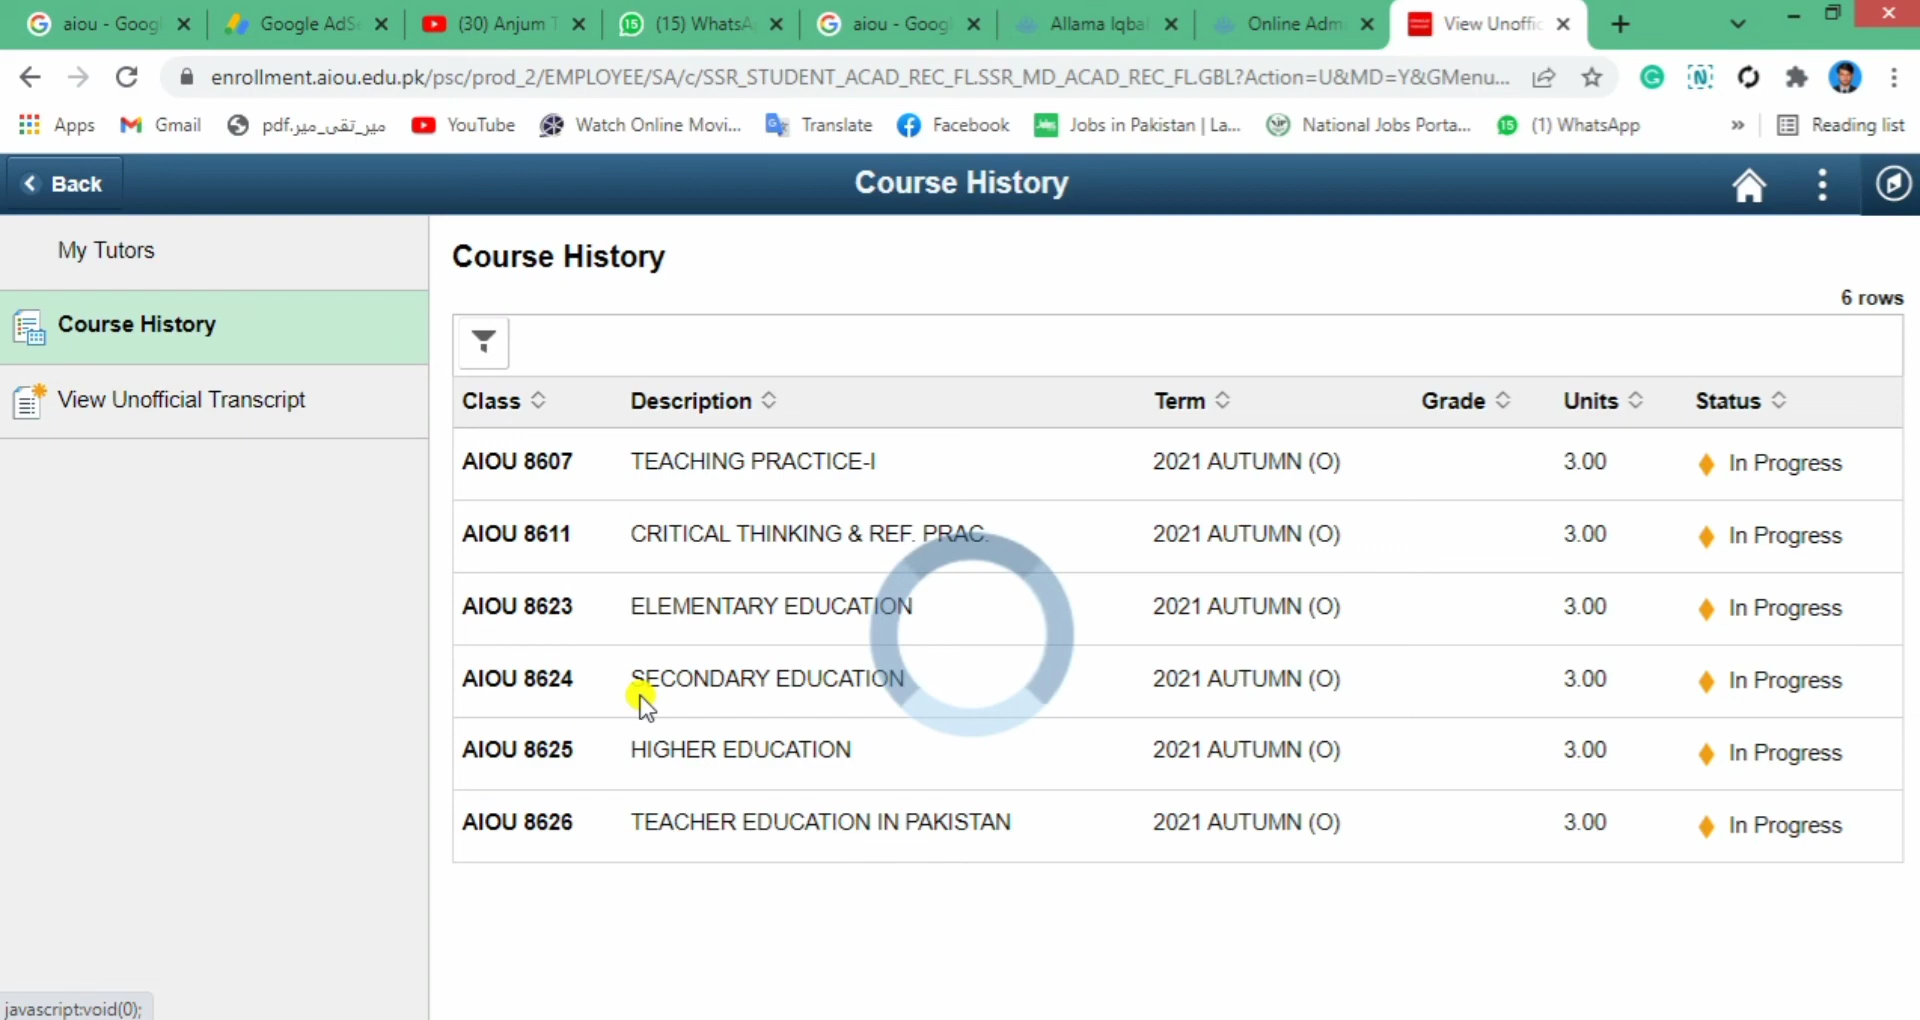 aiou - Goog
Google AdSe
(30) Anjum T
15 (15) WhatsA
aiou - Goog
Allama Iqbal
Online Adm
View Unoffic
enrollment.aiou.edu.pk/psc/prod_2/EMPLOYEE/SA/c/SSR_STUDENT_ACAD_REC_FL.SSR_MD_ACAD_REC_FL.GBL?Action=U&MD=Y&GMenu...
Apps
Gmail
میر_تقی_میر.pdf
YouTube
Watch Online Movi...
Translate
Facebook
Jobs in Pakistan | La...
National Jobs Porta...
15 (1) WhatsApp
»
Reading list
Back
Course History
My Tutors
Course History
View Unofficial Transcript
Course History
6 rows
Class Description Term Grade Units Status
AIOU 8607 TEACHING PRACTICE-I 2021 AUTUMN (O) 3.00 In Progress
AIOU 8611 CRITICAL THINKING & REF. PRAC. 2021 AUTUMN (O) 3.00 In Progress
AIOU 8623 ELEMENTARY EDUCATION 2021 AUTUMN (O) 3.00 In Progress
AIOU 8624 SECONDARY EDUCATION 2021 AUTUMN (O) 3.00 In Progress
AIOU 8625 HIGHER EDUCATION 2021 AUTUMN (O) 3.00 In Progress
AIOU 8626 TEACHER EDUCATION IN PAKISTAN 2021 AUTUMN (O) 3.00 In Progress
javascript:void(0);